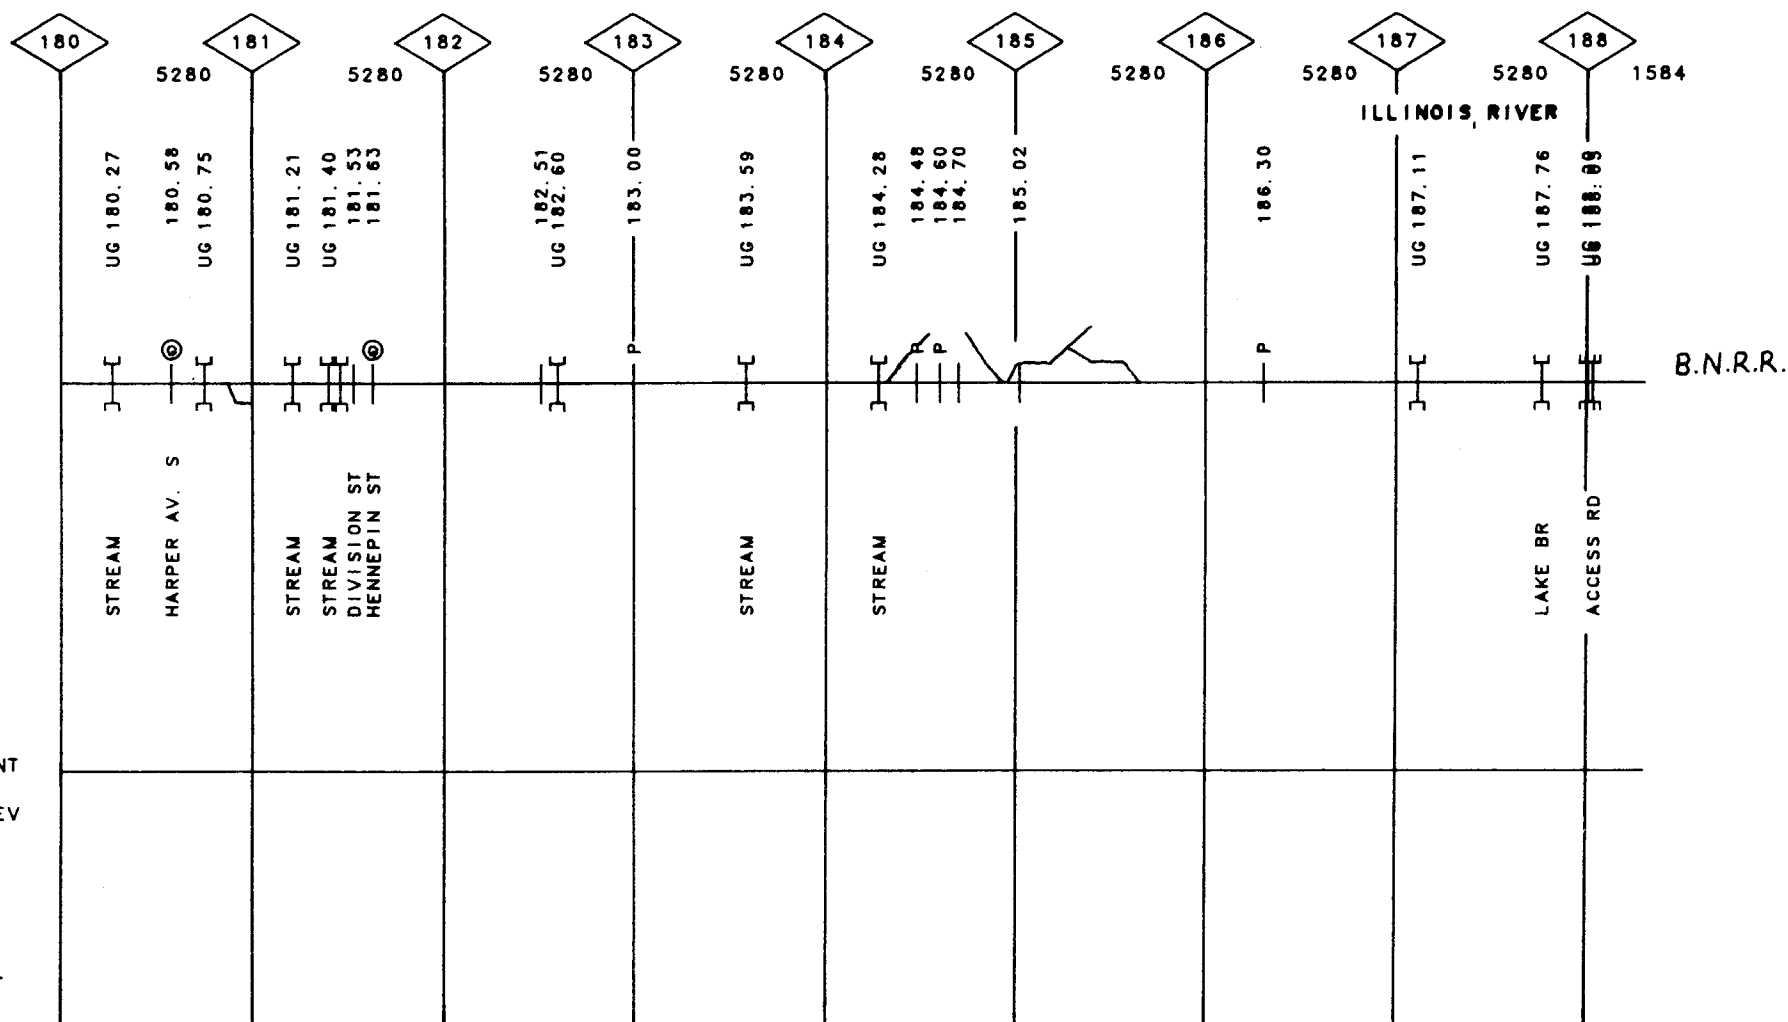 180 181 182 183 184 185 186 187 188
5280 5280 5280 5280 5280 5280 5280 5280 1584
ILLINOIS RIVER
UG 180.27
180.58
UG 180.75
UG 181.21
UG 181.40
181.53
181.63
182.51
UG 182.60
183.00
UG 183.59
UG 184.28
184.48
184.60
184.70
185.02
186.30
UG 187.11
UG 187.76
P P P P
B.N.R.R.
STREAM
HARPER AV. S
STREAM
STREAM
DIVISION ST
HENNEPIN ST
STREAM
STREAM
LAKE BR
ACCESS RD
NT
EV